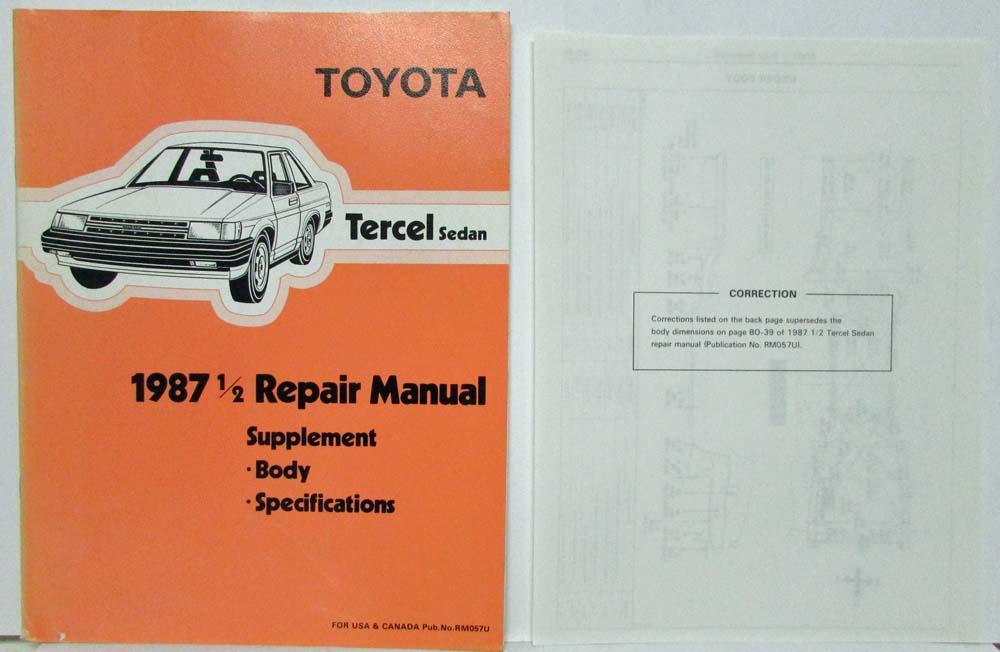 TOYOTA
Tercel Sedan
1987 1/2 Repair Manual
Supplement
· Body
· Specifications
FOR USA & CANADA Pub.No.RM057U
CORRECTION
Corrections listed on the back page supersedes the
body dimensions on page BO-39 of 1987 1/2 Tercel Sedan
repair manual (Publication No. RM057U).